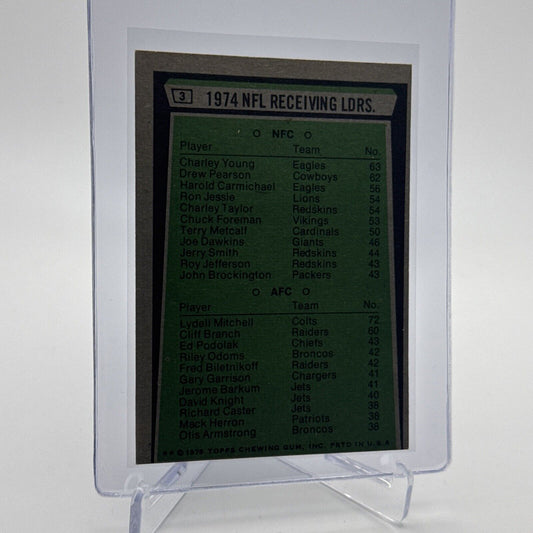 3 1974 NFL RECEIVING LDRS.
NFC
Player Team No.
Charley Young Eagles 63
Drew Pearson Cowboys 62
Harold Carmichael Eagles 56
Ron Jessie Lions 54
Charley Taylor Redskins 54
Chuck Foreman Vikings 53
Terry Metcalf Cardinals 50
Joe Dawkins Giants 46
Jerry Smith Redskins 44
Roy Jefferson Redskins 43
John Brockington Packers 43
AFC
Player Team No.
Lydell Mitchell Colts 72
Cliff Branch Raiders 60
Ed Podolak Chiefs 43
Riley Odoms Broncos 42
Fred Biletnikoff Raiders 42
Gary Garrison Chargers 41
Jerome Barkum Jets 41
David Knight Jets 40
Richard Caster Jets 38
Mack Herron Patriots 38
Otis Armstrong Broncos 38
© 1975 TOPPS CHEWING GUM, INC. PRTD IN U.S.A